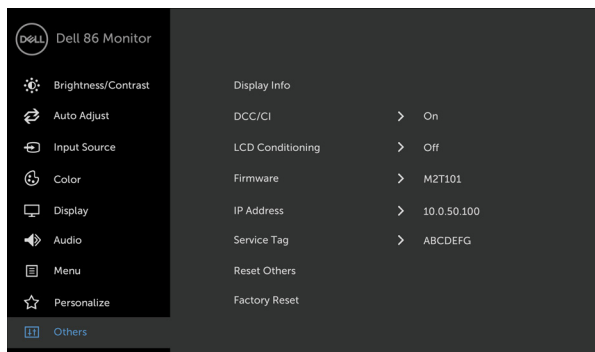 DELL Dell 86 Monitor
Brightness/Contrast Display Info
Auto Adjust DCC/CI > On
Input Source LCD Conditioning > Off
Color Firmware > M2T101
Display IP Address > 10.0.50.100
Audio Service Tag > ABCDEFG
Menu Reset Others
Personalize Factory Reset
Others